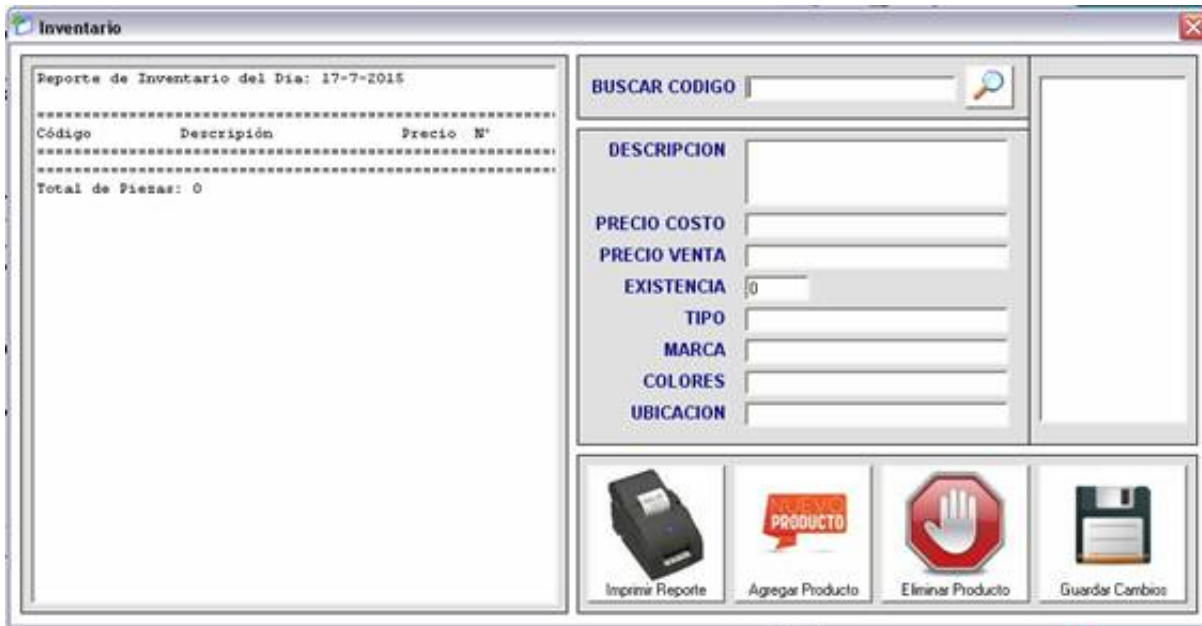 Inventario
Reporte de Inventario del Dia: 17-7-2015
Código Descripión Precio N°
Total de Piezas: 0
BUSCAR CODIGO
DESCRIPCION
PRECIO COSTO
PRECIO VENTA
EXISTENCIA 0
TIPO
MARCA
COLORES
UBICACION
NUEVO
PRODUCTO
Imprimir Reporte
Agregar Producto
Eliminar Producto
Guardar Cambios